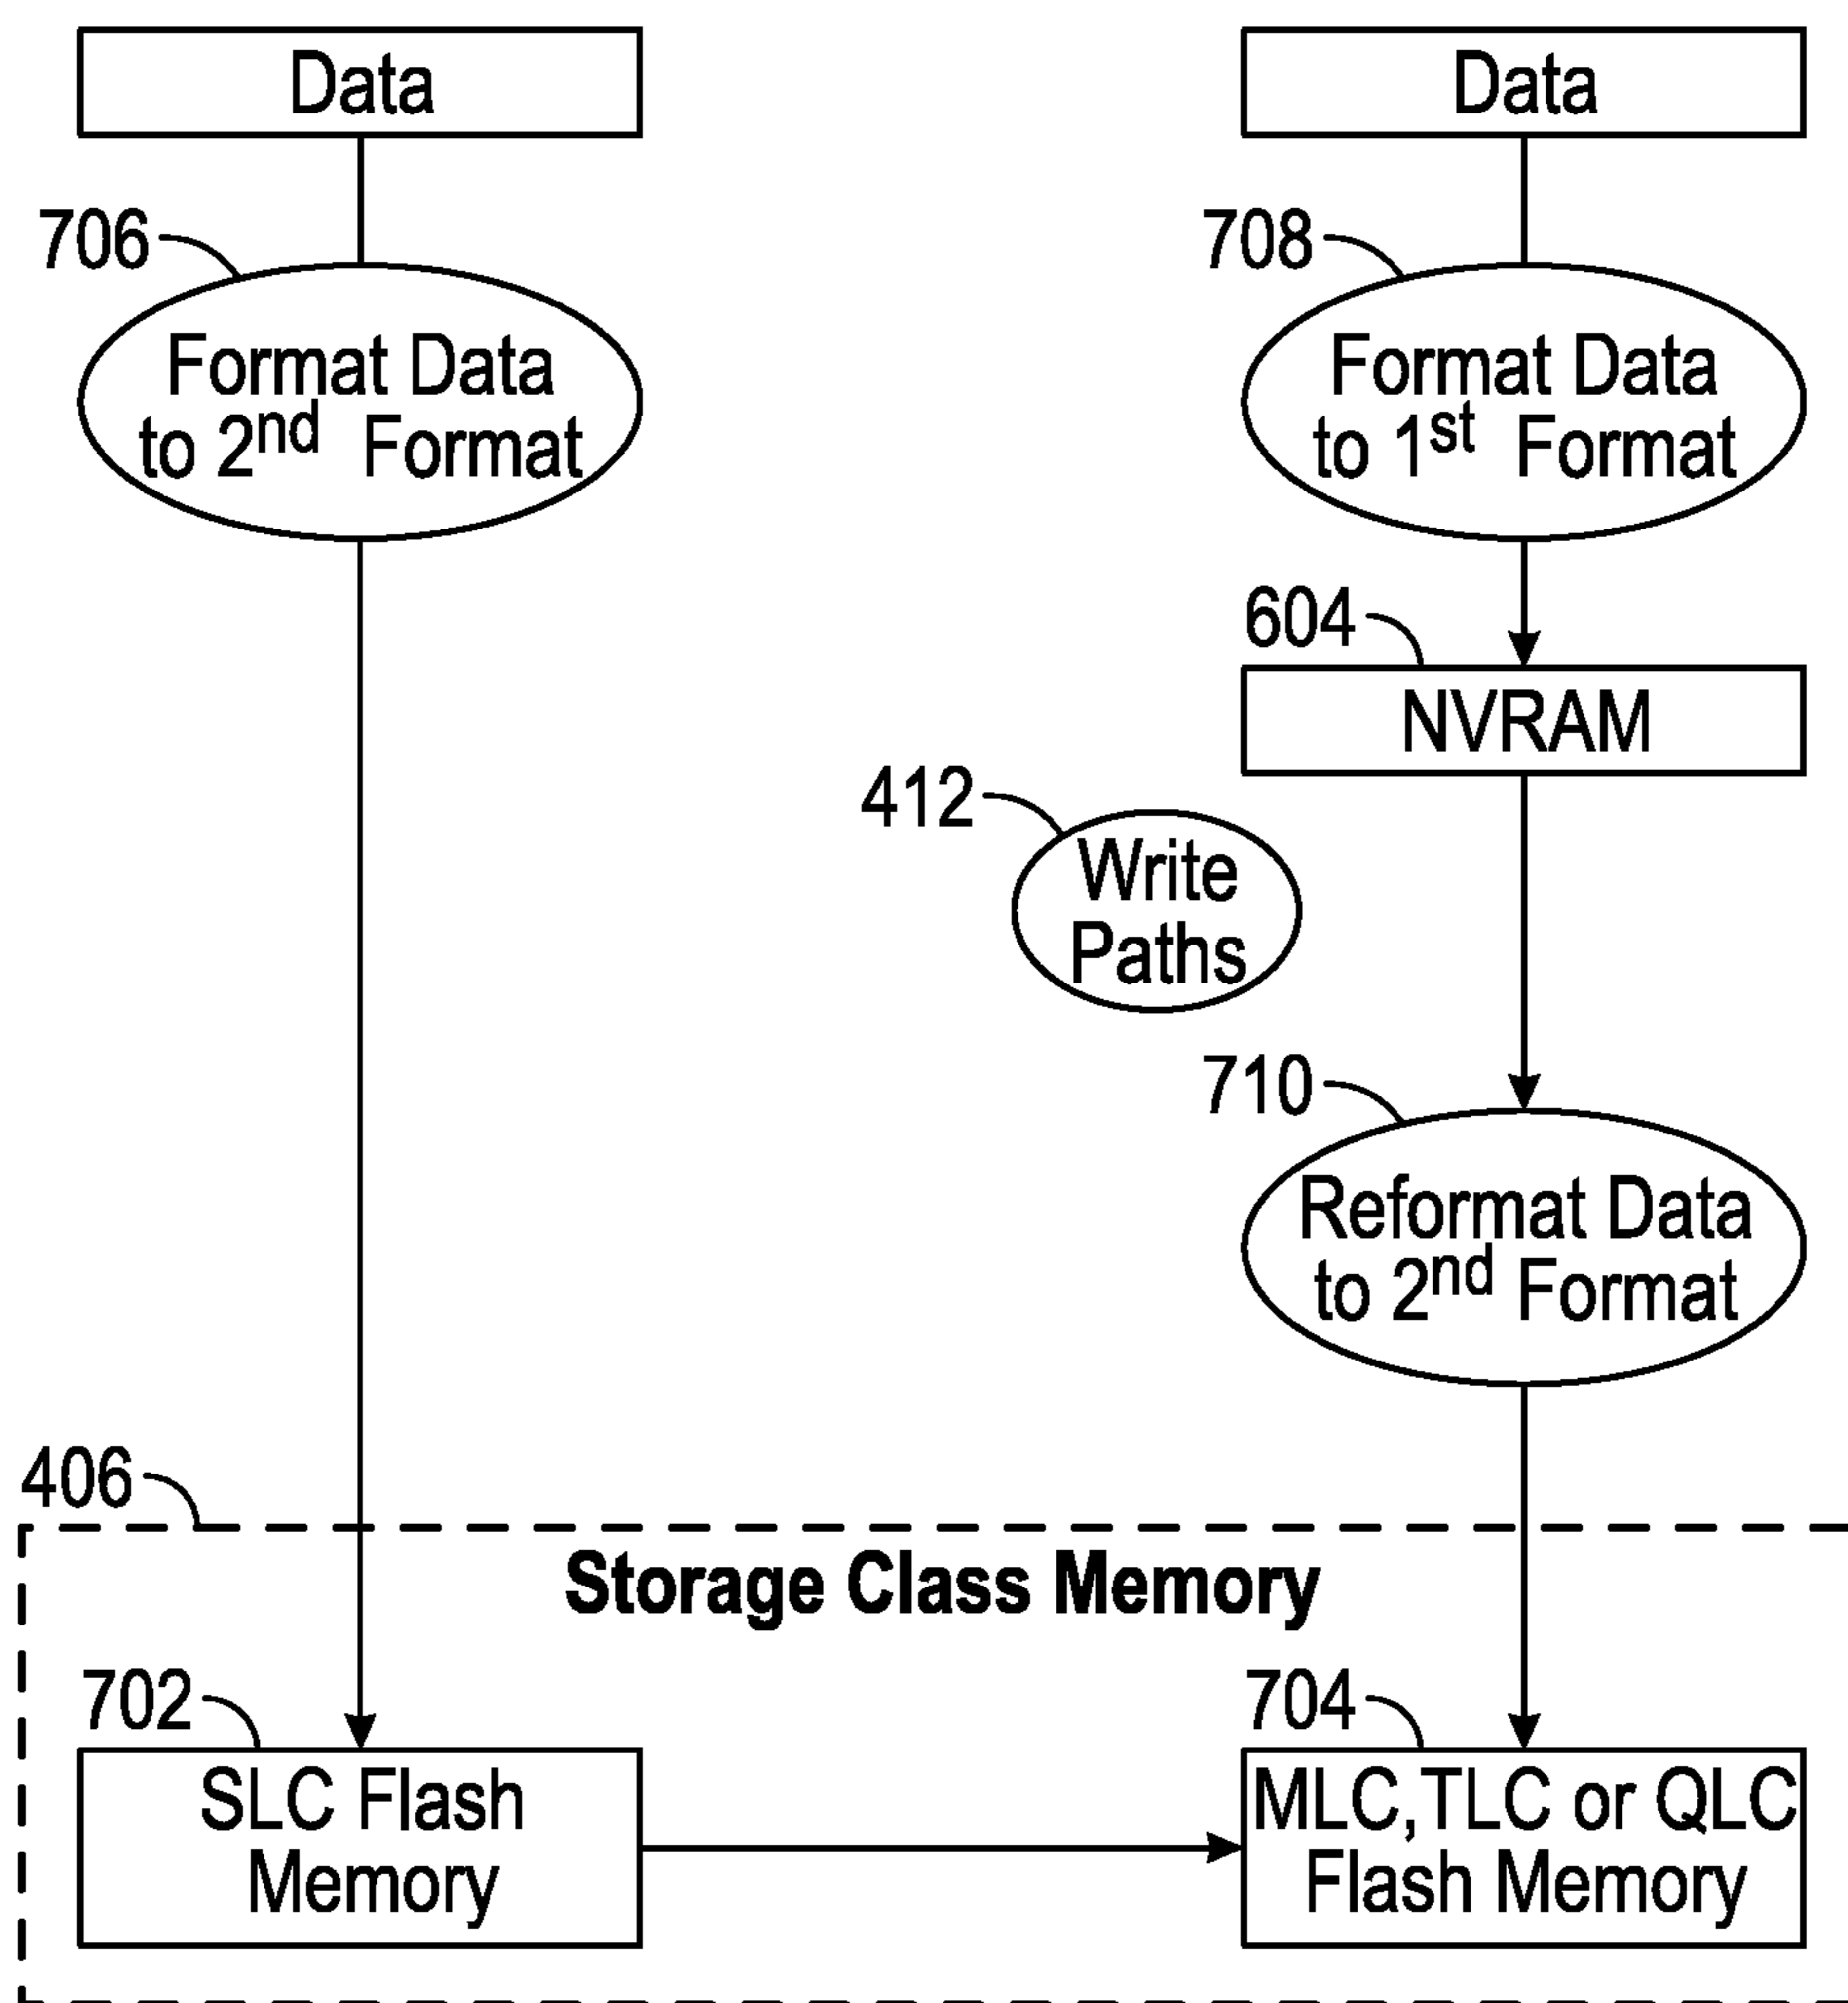 Data
Data
706
708
Format Data
to 2nd Format
Format Data
to 1st Format
604
NVRAM
412
Write
Paths
710
Reformat Data
to 2nd Format
406
Storage Class Memory
702
704
SLC Flash
Memory
MLC,TLC or QLC
Flash Memory